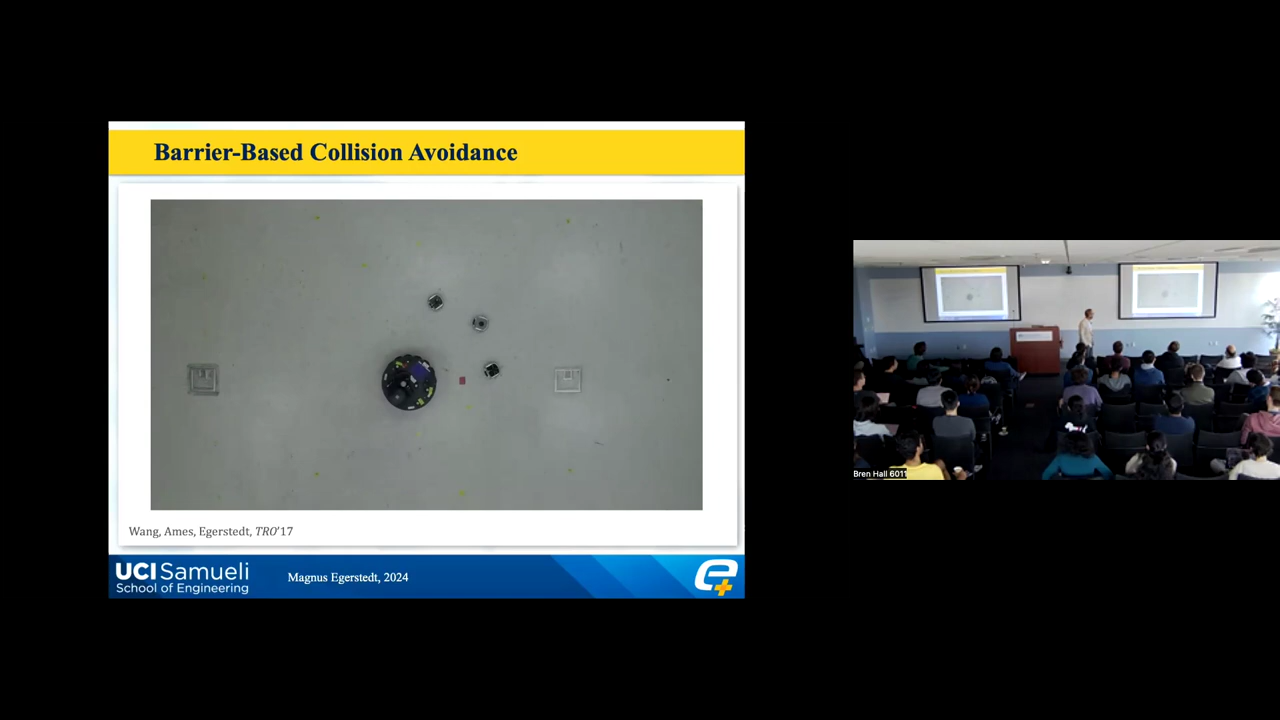 Barrier-Based Collision Avoidance
Wang, Ames, Egerstedt, TRO'17
UCI Samueli
School of Engineering
Magnus Egerstedt, 2024
Bren Hall 6011